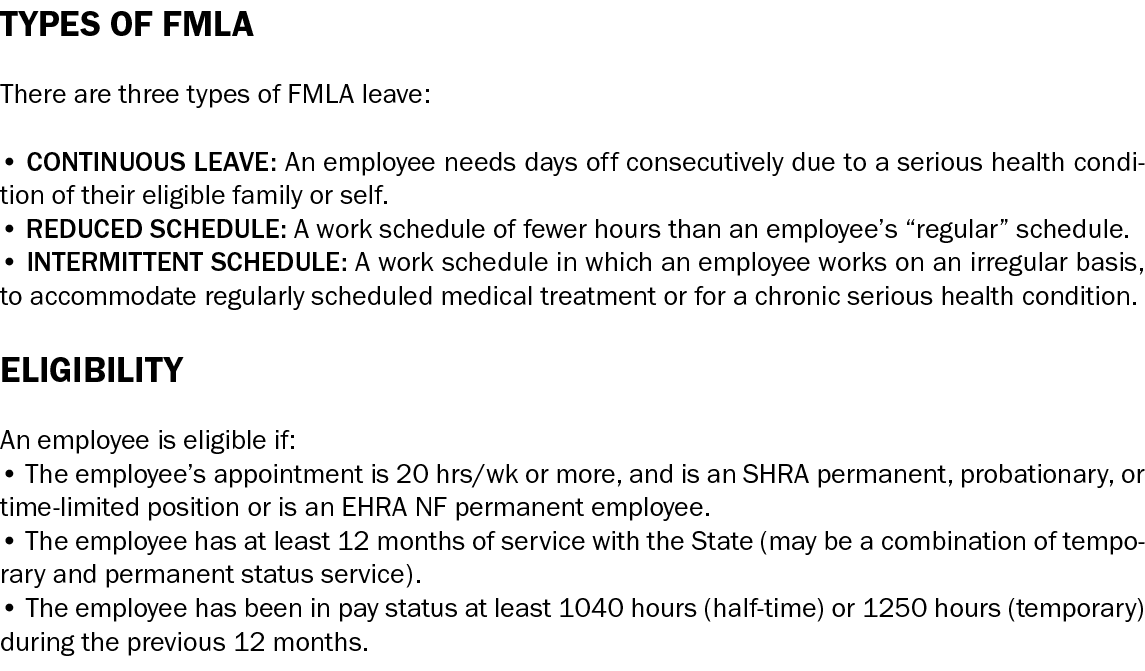 TYPES OF FMLA
There are three types of FMLA leave:
• CONTINUOUS LEAVE: An employee needs days off consecutively due to a serious health condi-
tion of their eligible family or self.
• REDUCED SCHEDULE: A work schedule of fewer hours than an employee’s “regular” schedule.
• INTERMITTENT SCHEDULE: A work schedule in which an employee works on an irregular basis,
to accommodate regularly scheduled medical treatment or for a chronic serious health condition.
ELIGIBILITY
An employee is eligible if:
• The employee’s appointment is 20 hrs/wk or more, and is an SHRA permanent, probationary, or
time-limited position or is an EHRA NF permanent employee.
• The employee has at least 12 months of service with the State (may be a combination of tempo-
rary and permanent status service).
• The employee has been in pay status at least 1040 hours (half-time) or 1250 hours (temporary)
during the previous 12 months.